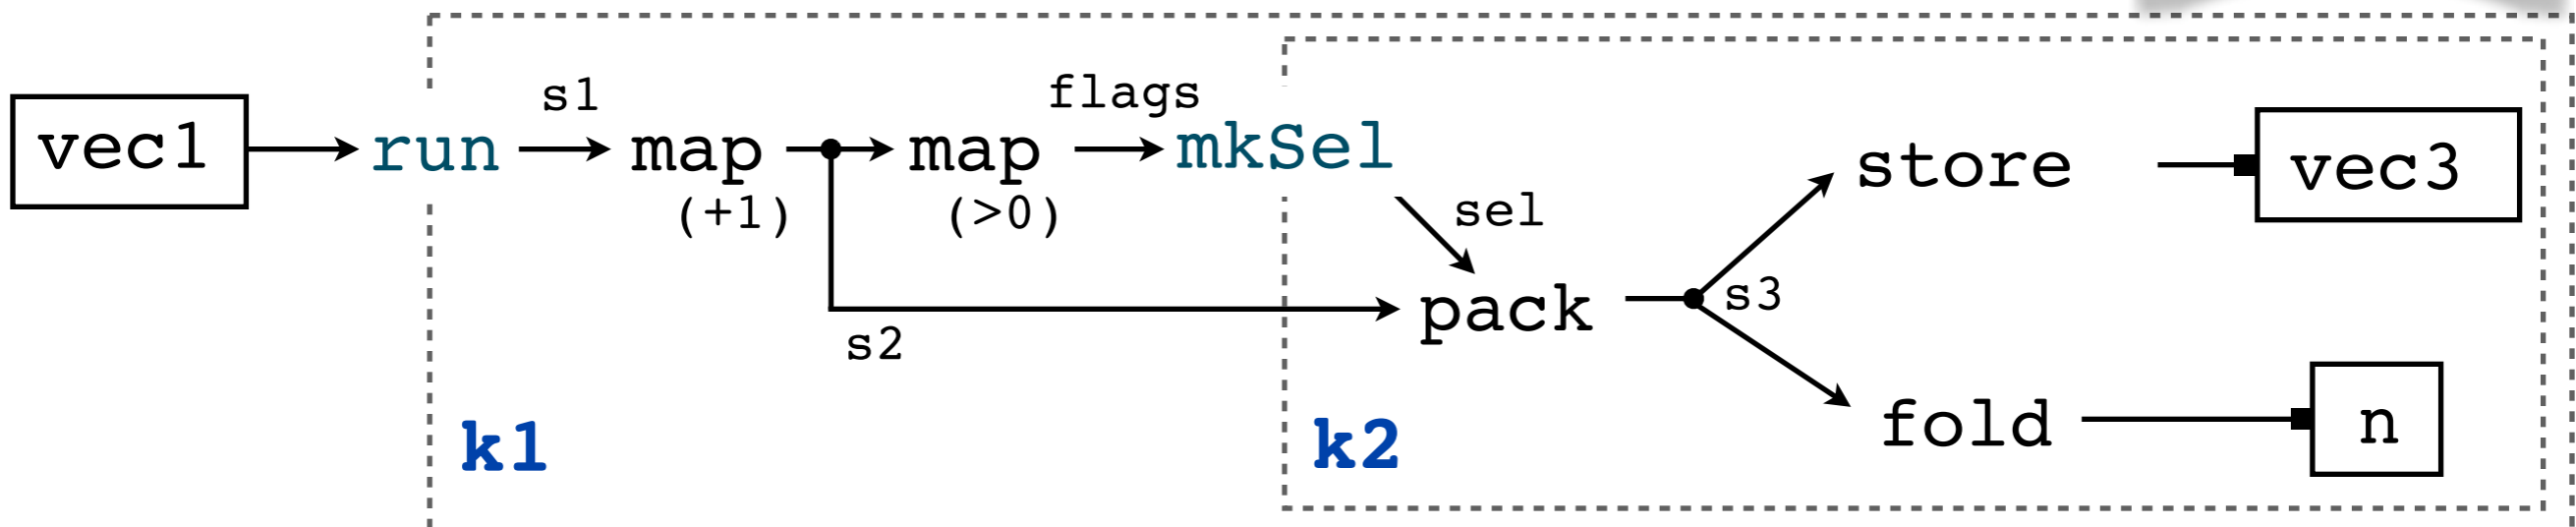 vec1
run
s1
map
(+1)
map
(>0)
flags
mkSel
sel
s2
pack
s3
store
vec3
fold
n
k1
k2